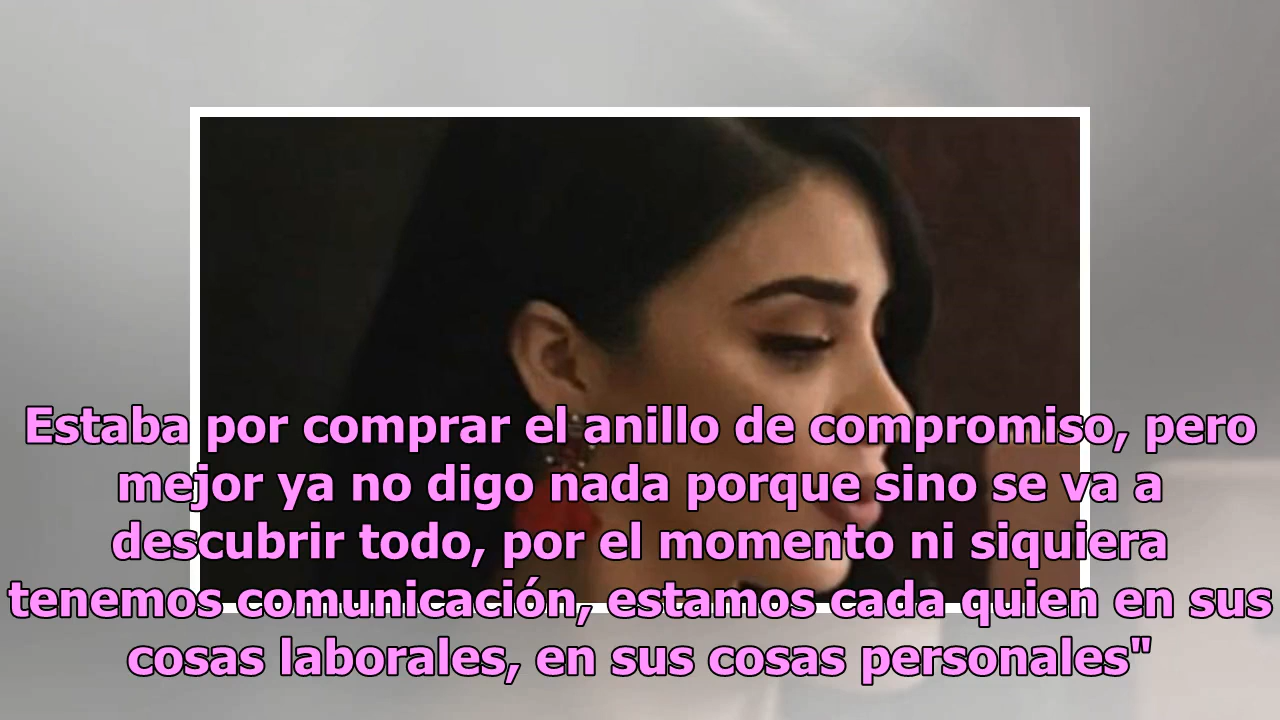 Estaba por comprar el anillo de compromiso, pero
mejor ya no digo nada porque sino se va a
descubrir todo, por el momento ni siquiera
tenemos comunicación, estamos cada quien en sus
cosas laborales, en sus cosas personales"